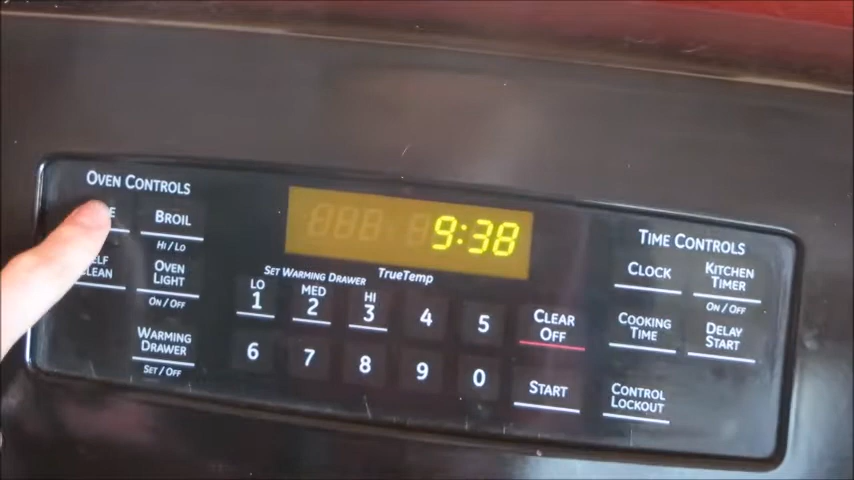 OVEN CONTROLS
BROIL
HI / LO
OVEN
LIGHT
ON / OFF
CLEAN
WARMING
DRAWER
SET / OFF
9:38
SET WARMING DRAWER
TrueTemp
LO
1
MED
2
HI
3
4
5
6
7
8
9
0
CLEAR
OFF
START
TIME CONTROLS
CLOCK
KITCHEN
TIMER
ON / OFF
COOKING
TIME
DELAY
START
CONTROL
LOCKOUT